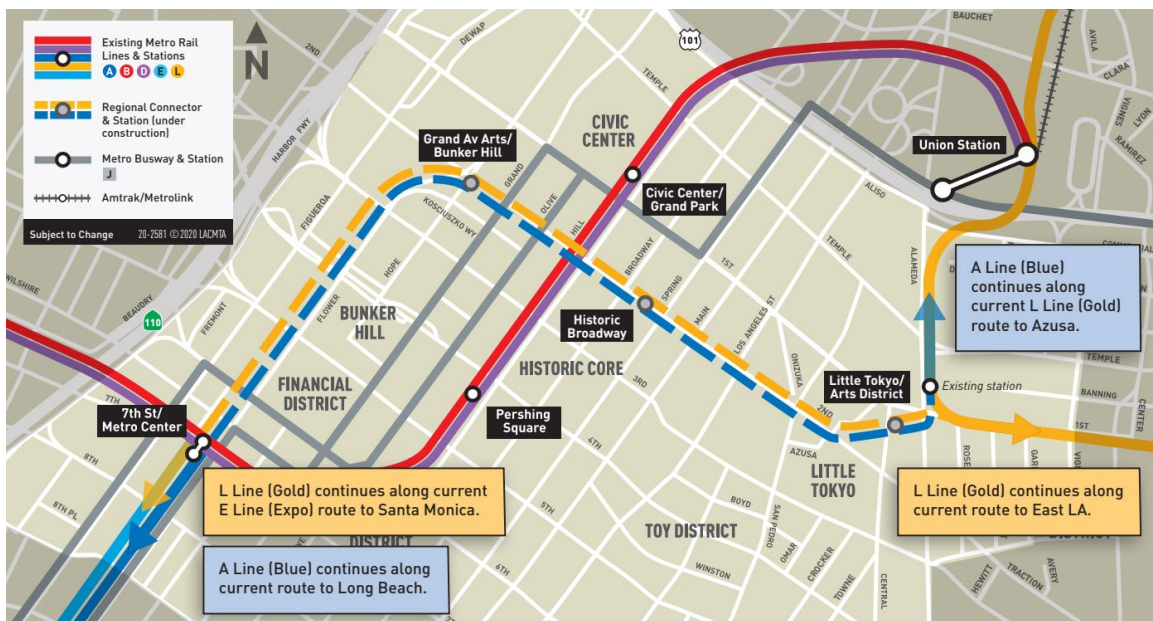 Existing Metro Rail
Lines & Stations
A B D E L
Regional Connector
& Station (under
construction)
Metro Busway & Station
J
Amtrak/Metrolink
Subject to Change 20-2581 © 2020 LACMTA
N
2ND
DEWAP
101
BAUCHET
AVILA
CLARA
VIGNES
LYON
RAMIREZ
HARBOR FWY
TEMPLE
CIVIC
CENTER
Grand Av Arts/
Bunker Hill
GRAND
Union Station
Civic Center/
Grand Park
ALISO
FIGUEROA
KOSCIUSZKO WY
OLIVE
HILL
BROADWAY
TEMPLE
ALAMEDA
1ST
SPRING
MAIN
LOS ANGELES ST
HOPE
FLOWER
WILSHIRE
BEAUDRY
110
FREMONT
BUNKER
HILL
Historic
Broadway
A Line (Blue)
continues along
current L Line (Gold)
route to Azusa.
TEMPLE
HISTORIC CORE
3RD
ONIZUKA
Little Tokyo/
Arts District
Existing station
BANNING
CENTER
FINANCIAL
DISTRICT
7TH
7th St/
Metro Center
Pershing
Square
2ND
1ST
8TH
4TH
AZUSA
LITTLE
TOKYO
ROSE
8TH PL
L Line (Gold) continues along current
E Line (Expo) route to Santa Monica.
L Line (Gold) continues along
current route to East LA.
5TH
BOYD
SAN PEDRO
TOY DISTRICT
OMAR
CROCKER
TOWNE
CENTRAL
WINSTON
DISTRICT
DISTRICT
A Line (Blue) continues along
current route to Long Beach.
6TH
HEWITT
TRACTION
AVERY